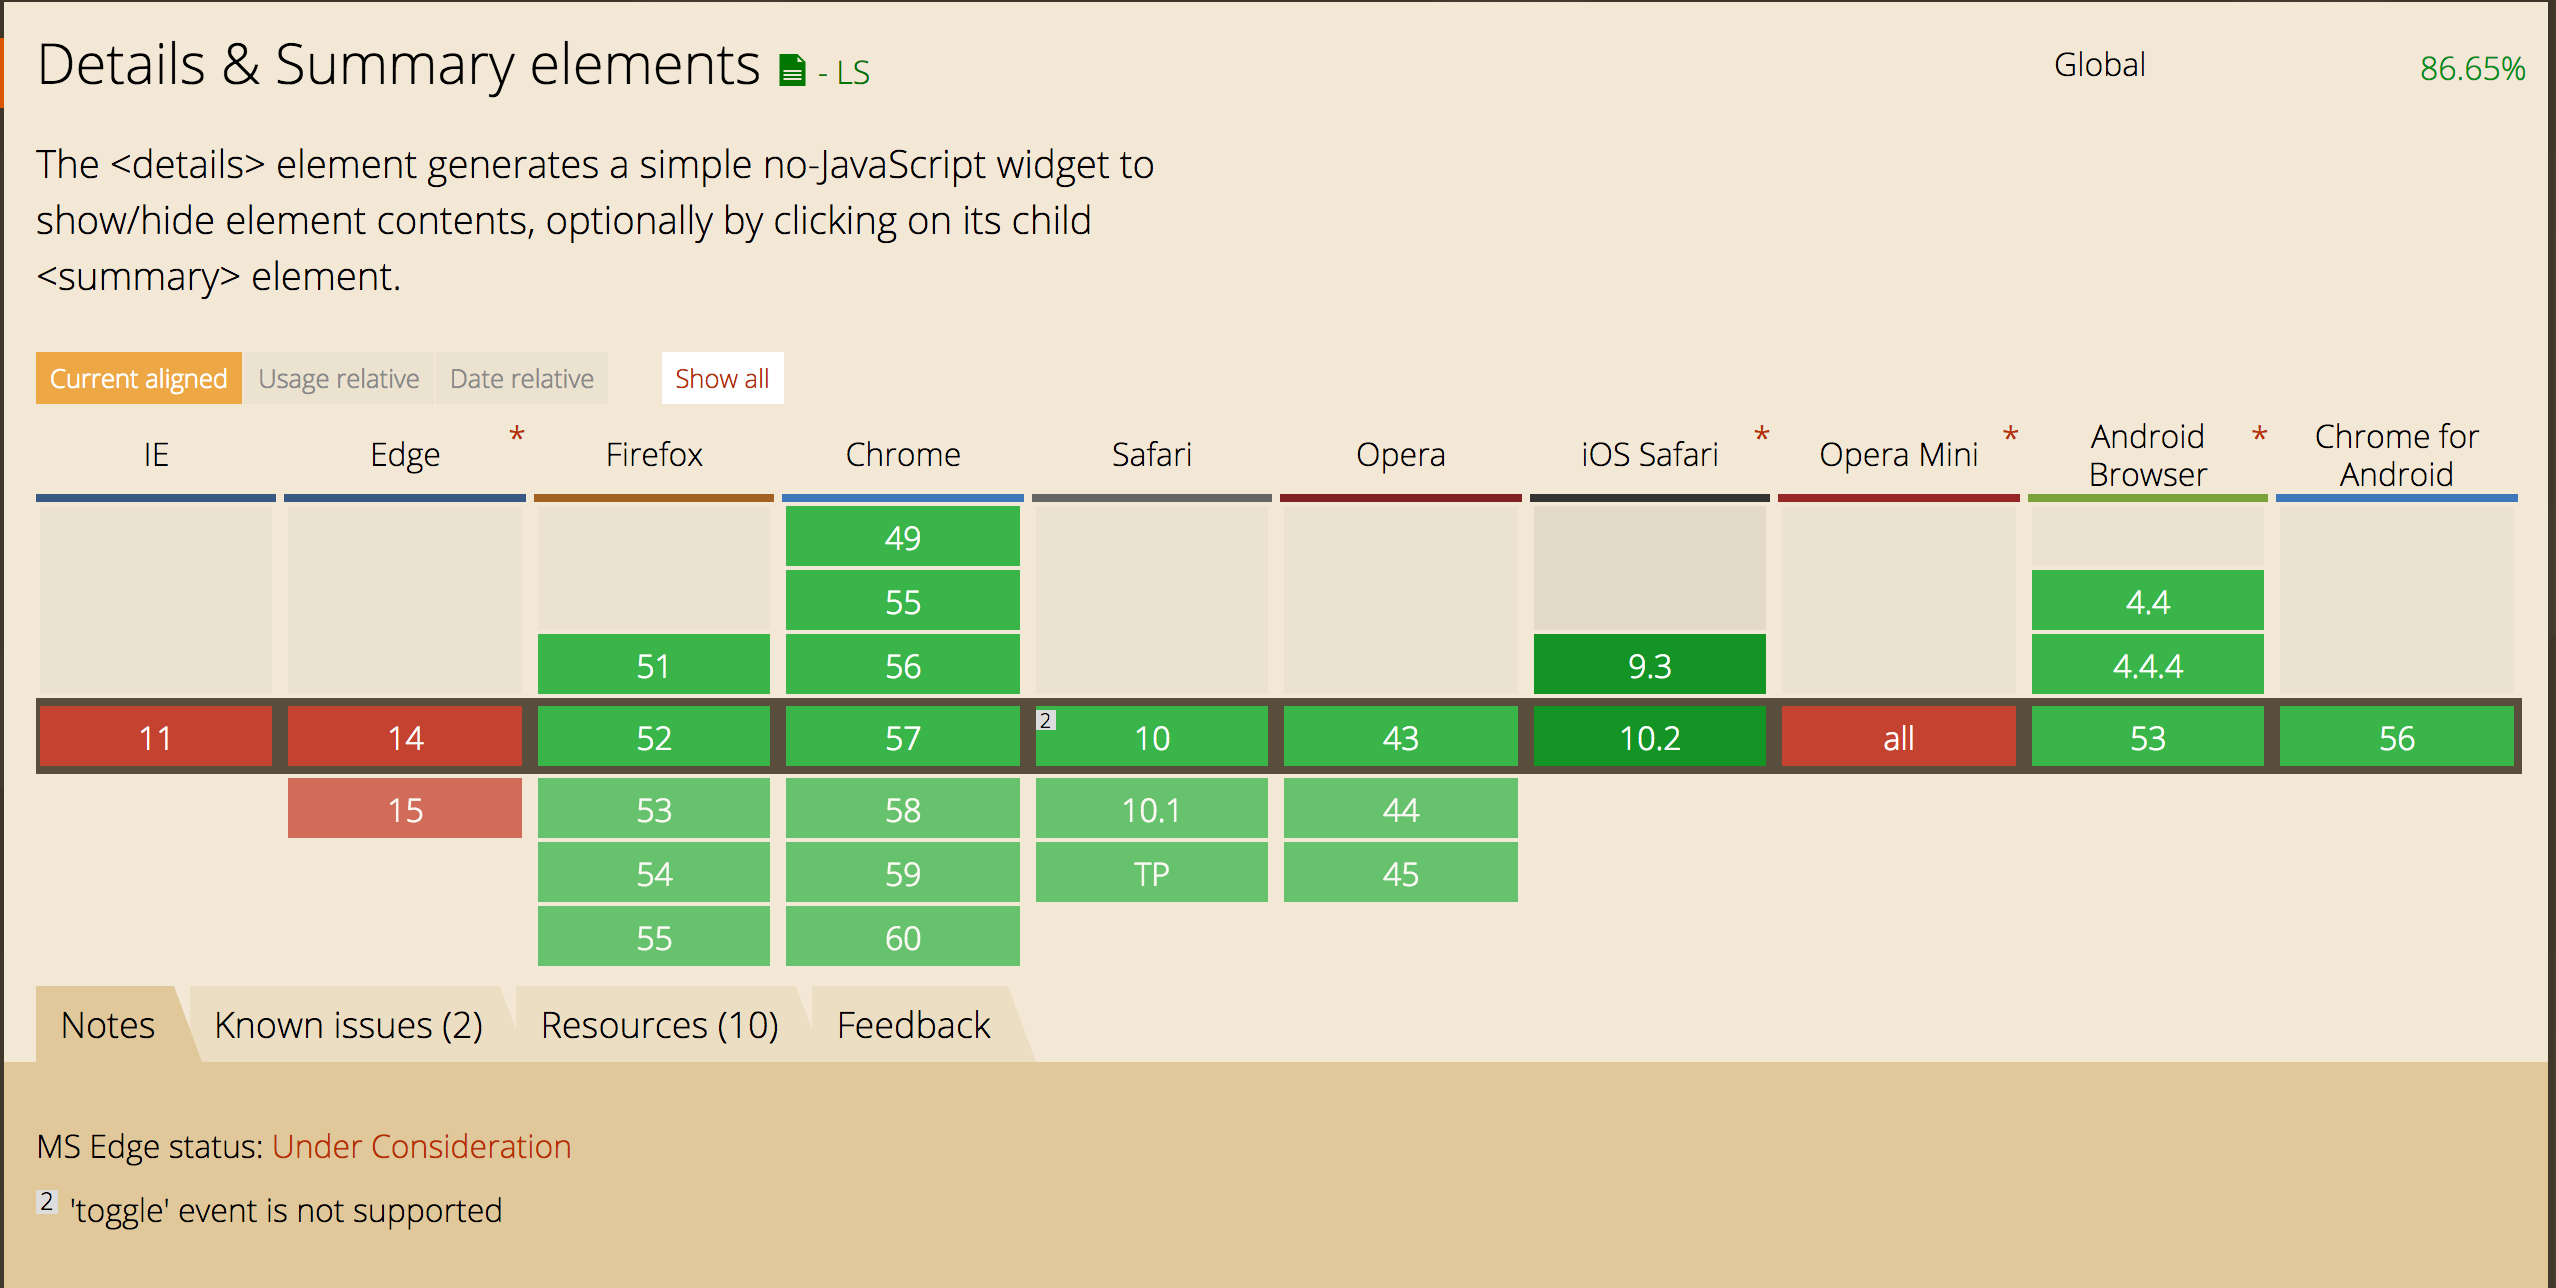 Details & Summary elements - LS
Global 86.65%
The <details> element generates a simple no-JavaScript widget to
show/hide element contents, optionally by clicking on its child
<summary> element.
Current aligned Usage relative Date relative Show all
IE Edge * Firefox Chrome Safari Opera iOS Safari * Opera Mini * Android Browser * Chrome for Android
49
55 4.4
51 56 9.3 4.4.4
11 14 52 57 2 10 43 10.2 all 53 56
15 53 58 10.1 44
54 59 TP 45
55 60
Notes Known issues (2) Resources (10) Feedback
MS Edge status: Under Consideration
2 'toggle' event is not supported